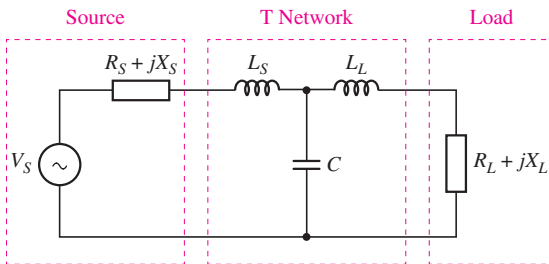 Source
T Network
Load
R_S + jX_S
L_S
L_L
V_S
~
C
R_L + jX_L